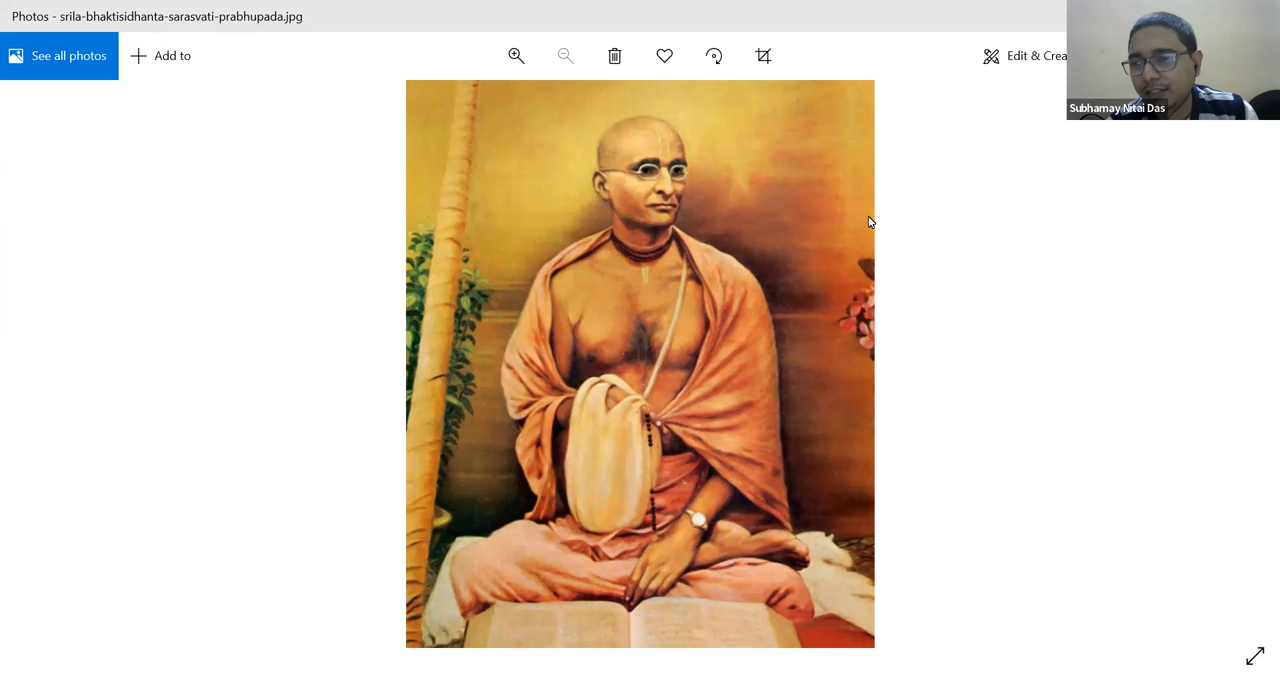 Photos - srila-bhaktisidhanta-sarasvati-prabhupada.jpg
See all photos
Add to
Edit & Crea
Subhamay Nitai Das